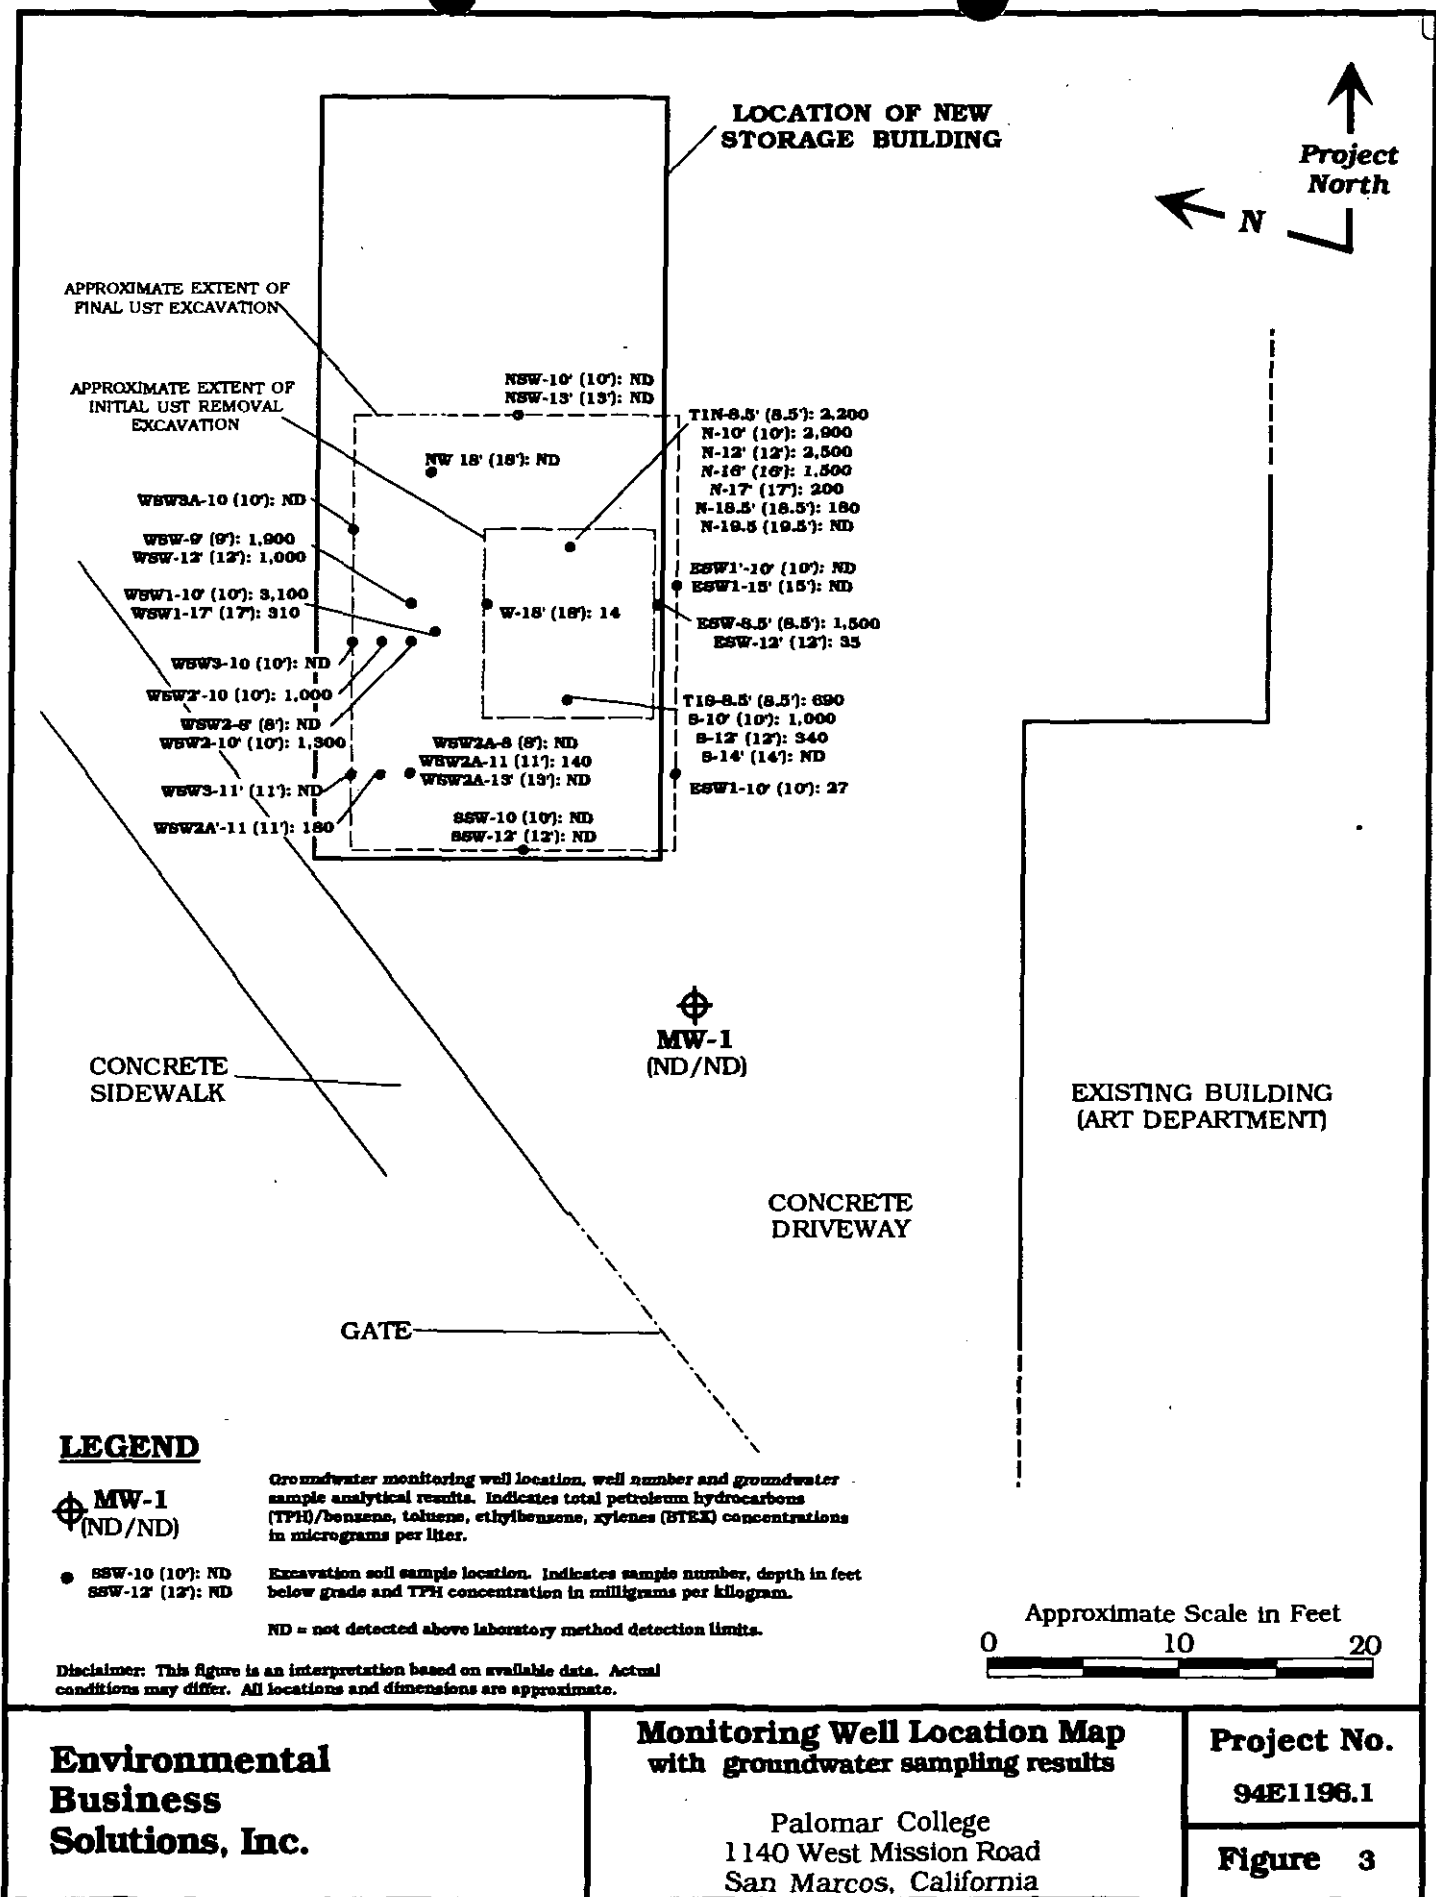 LOCATION OF NEW
STORAGE BUILDING
Project
North
N
APPROXIMATE EXTENT OF
FINAL UST EXCAVATION
APPROXIMATE EXTENT OF
INITIAL UST REMOVAL
EXCAVATION
NSW-10' (10'): ND
NSW-13' (13'): ND
NW 18' (18'): ND
T1N-8.5' (8.5'): 2,200
N-10' (10'): 2,900
N-12' (12'): 2,500
N-16' (16'): 1,500
N-17' (17'): 200
N-18.5' (18.5'): 180
N-19.5 (19.5'): ND
WSW3A-10 (10'): ND
WSW-9' (9'): 1,900
WSW-12' (12'): 1,000
WSW1-10' (10'): 3,100
WSW1-17' (17'): 310
W-18' (18'): 14
ESW1'-10' (10'): ND
ESW1-15' (15'): ND
ESW-8.5' (8.5'): 1,500
ESW-12' (12'): 35
WSW3-10 (10'): ND
WSW2'-10 (10'): 1,000
WSW2-8' (8'): ND
WSW2-10' (10'): 1,300
T1S-8.5' (8.5'): 690
S-10' (10'): 1,000
S-12' (12'): 340
S-14' (14'): ND
WSW2A-8 (8'): ND
WSW2A-11 (11'): 140
WSW2A-13' (13'): ND
WSW3-11' (11'): ND
ESW1-10' (10'): 27
WSW2A'-11 (11'): 180
SSW-10 (10'): ND
SSW-12' (12'): ND
MW-1
(ND/ND)
CONCRETE
SIDEWALK
EXISTING BUILDING
(ART DEPARTMENT)
CONCRETE
DRIVEWAY
GATE
LEGEND
MW-1
(ND/ND)
Groundwater monitoring well location, well number and groundwater
sample analytical results. Indicates total petroleum hydrocarbons
(TPH)/benzene, toluene, ethylbenzene, xylenes (BTEX) concentrations
in micrograms per liter.
SSW-10 (10'): ND
SSW-12' (12'): ND
Excavation soil sample location. Indicates sample number, depth in feet
below grade and TPH concentration in milligrams per kilogram.
ND = not detected above laboratory method detection limits.
Disclaimer: This figure is an interpretation based on available data. Actual
conditions may differ. All locations and dimensions are approximate.
Approximate Scale in Feet
0 10 20
Environmental
Business
Solutions, Inc.
Monitoring Well Location Map
with groundwater sampling results
Palomar College
1140 West Mission Road
San Marcos, California
Project No.
94E1196.1
Figure 3